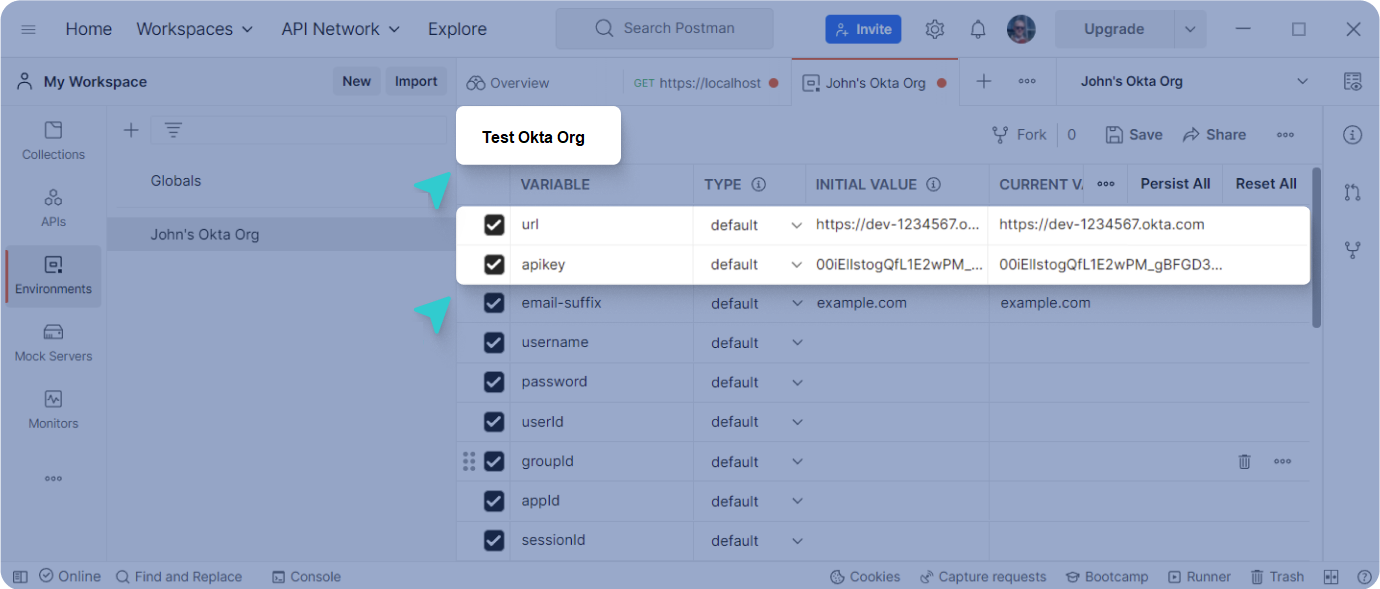 Home Workspaces API Network Explore Search Postman Invite Upgrade
My Workspace New Import Overview GET https://localhost John's Okta Org John's Okta Org
Test Okta Org Fork 0 Save Share
Collections
Globals
VARIABLE TYPE INITIAL VALUE CURRENT VA Persist All Reset All
APIs
url default https://dev-1234567.o... https://dev-1234567.okta.com
John's Okta Org
apikey default 00iEllstogQfL1E2wPM_... 00iEllstogQfL1E2wPM_gBFGD3...
Environments
email-suffix default example.com example.com
username default
Mock Servers
password default
Monitors
userId default
groupId default
appId default
sessionId default
Online Find and Replace Console Cookies Capture requests Bootcamp Runner Trash